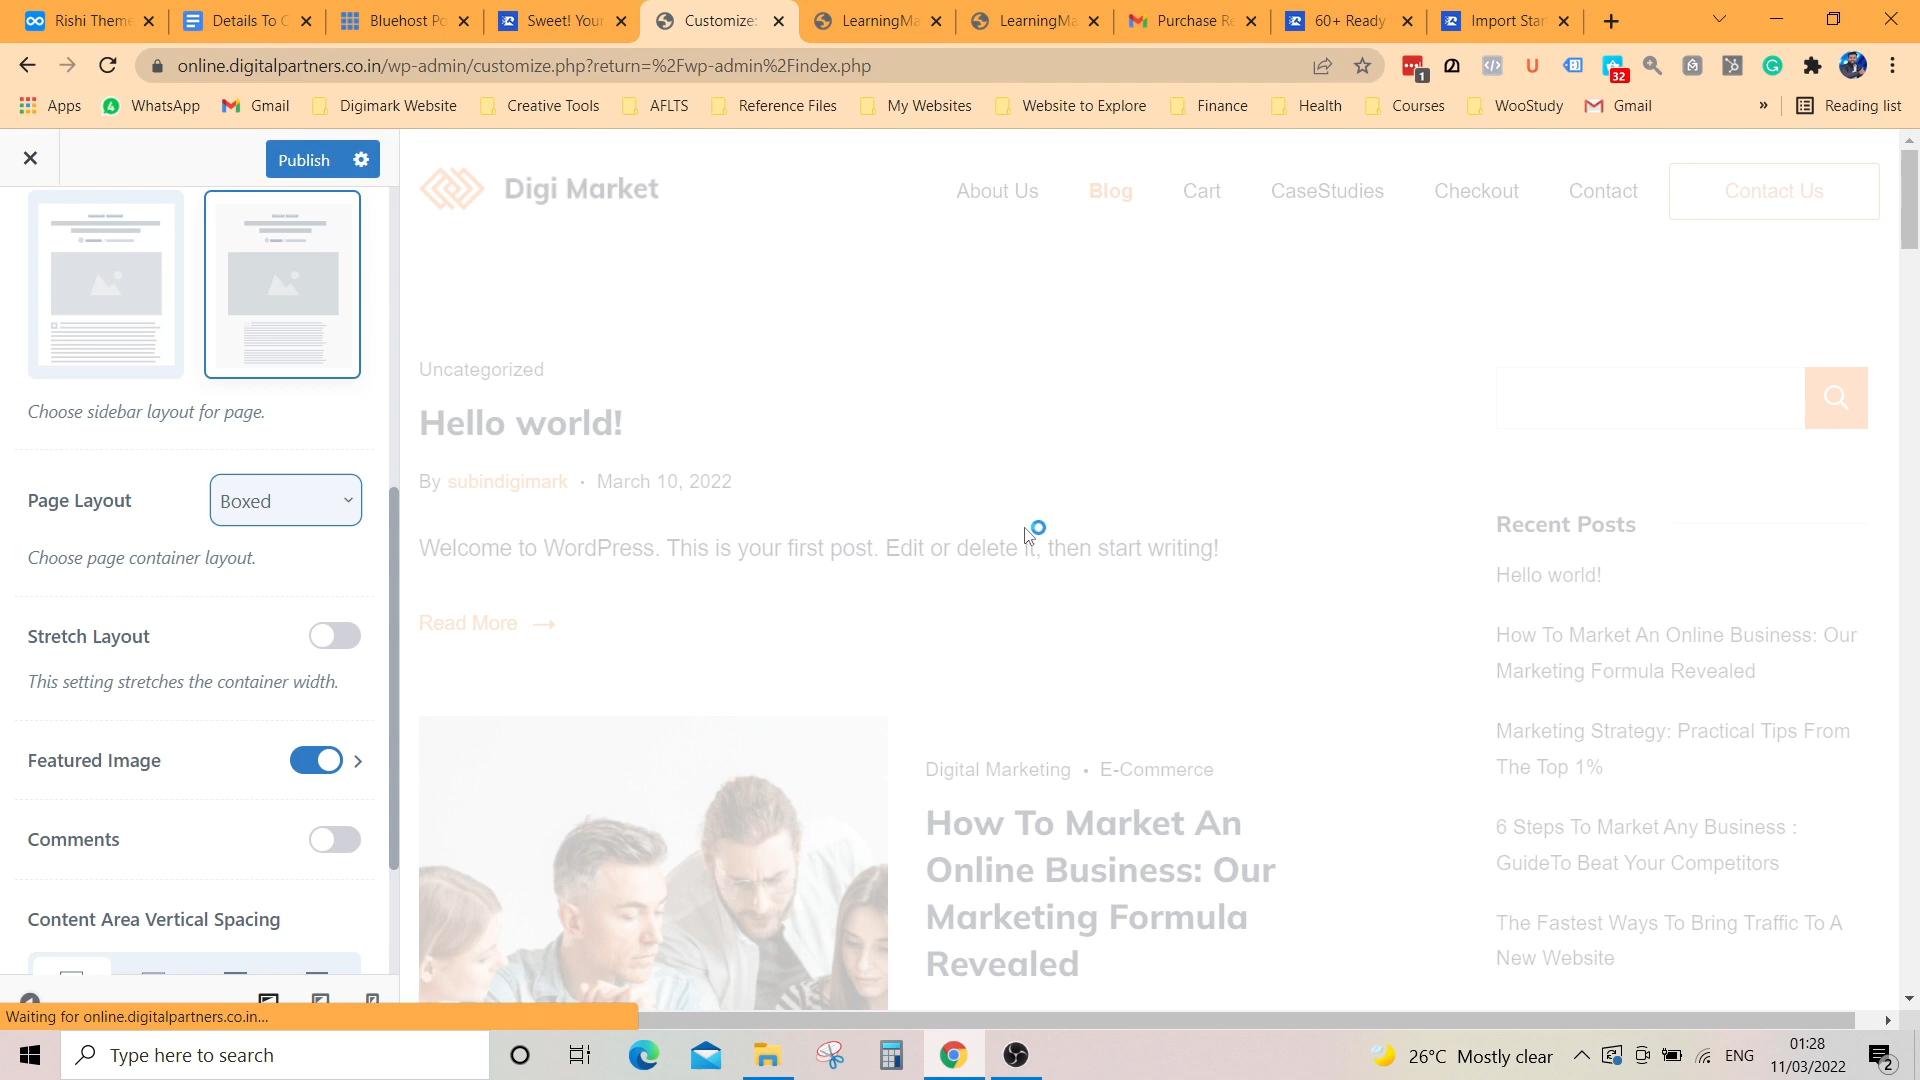 Rishi Theme
Details To C
Bluehost Po
Sweet! Your
Customize:
LearningMa
LearningMa
Purchase Re
60+ Ready
Import Star
online.digitalpartners.co.in/wp-admin/customize.php?return=%2Fwp-admin%2Findex.php
1
32
Apps
WhatsApp
Gmail
Digimark Website
Creative Tools
AFLTS
Reference Files
My Websites
Website to Explore
Finance
Health
Courses
WooStudy
Gmail
»
Reading list
Publish
Digi Market
About Us
Blog
Cart
CaseStudies
Checkout
Contact
Contact Us
Choose sidebar layout for page.
Page Layout
Boxed
Choose page container layout.
Stretch Layout
This setting stretches the container width.
Featured Image
Comments
Content Area Vertical Spacing
Uncategorized
Hello world!
By subindigimark · March 10, 2022
Welcome to WordPress. This is your first post. Edit or delete it, then start writing!
Read More →
Digital Marketing · E-Commerce
How To Market An
Online Business: Our
Marketing Formula
Revealed
Recent Posts
Hello world!
How To Market An Online Business: Our
Marketing Formula Revealed
Marketing Strategy: Practical Tips From
The Top 1%
6 Steps To Market Any Business :
GuideTo Beat Your Competitors
The Fastest Ways To Bring Traffic To A
New Website
Waiting for online.digitalpartners.co.in...
Type here to search
26°C Mostly clear
ENG
01:28
11/03/2022
2